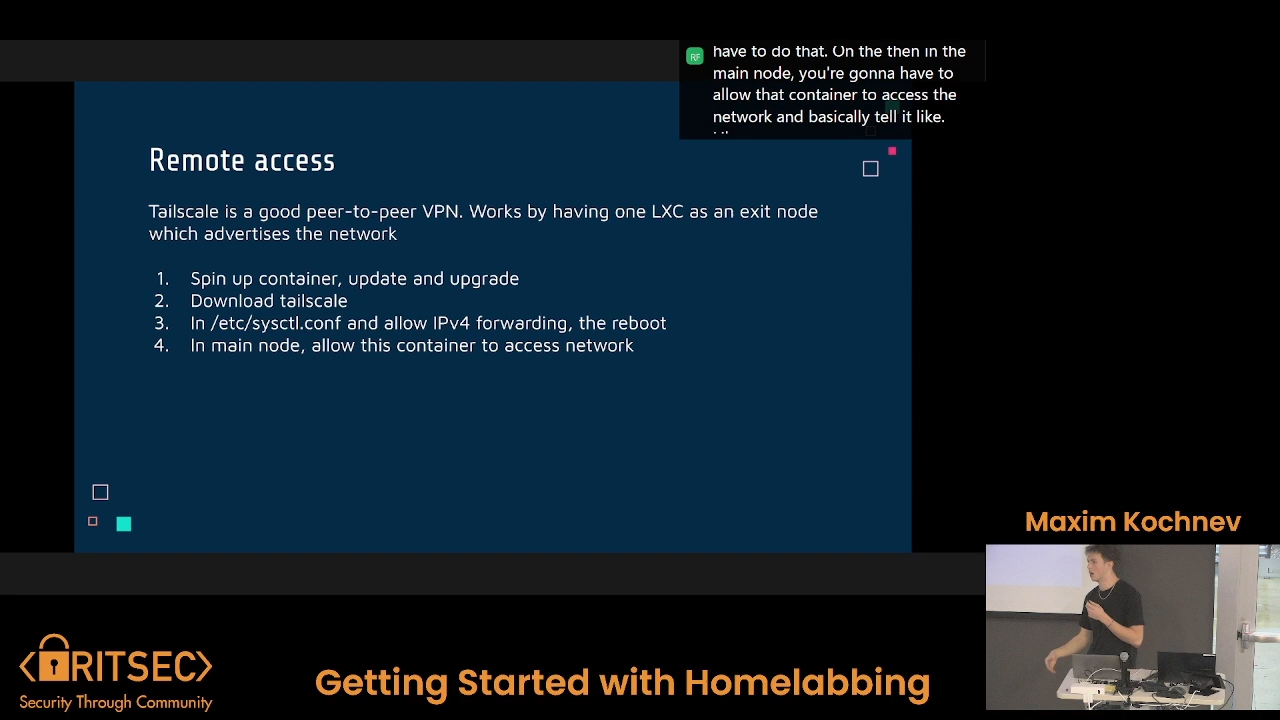 have to do that. On the then in the
RF
main node, you're gonna have to
allow that container to access the
network and basically tell it like.
Remote access
Tailscale is a good peer-to-peer VPN. Works by having one LXC as an exit node
which advertises the network
1. Spin up container, update and upgrade
2. Download tailscale
3. In /etc/sysctl.conf and allow IPv4 forwarding, the reboot
4. In main node, allow this container to access network
Maxim Kochnev
<RITSEC>
Security Through Community
Getting Started with Homelabbing